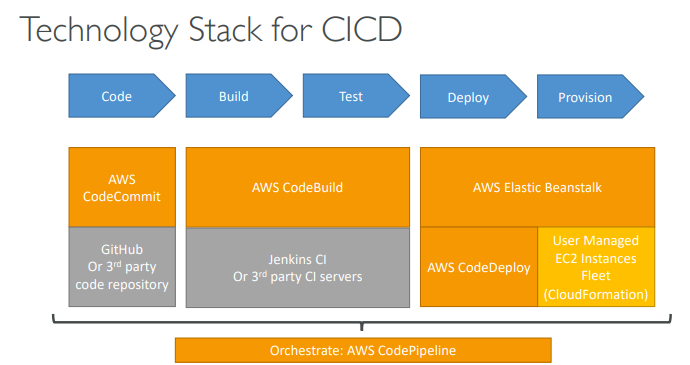 Technology Stack for CICD
Code
Build
Test
Deploy
Provision
AWS
CodeCommit
AWS CodeBuild
AWS Elastic Beanstalk
GitHub
Or 3rd party
code repository
Jenkins CI
Or 3rd party CI servers
AWS CodeDeploy
User Managed
EC2 Instances
Fleet
(CloudFormation)
Orchestrate: AWS CodePipeline